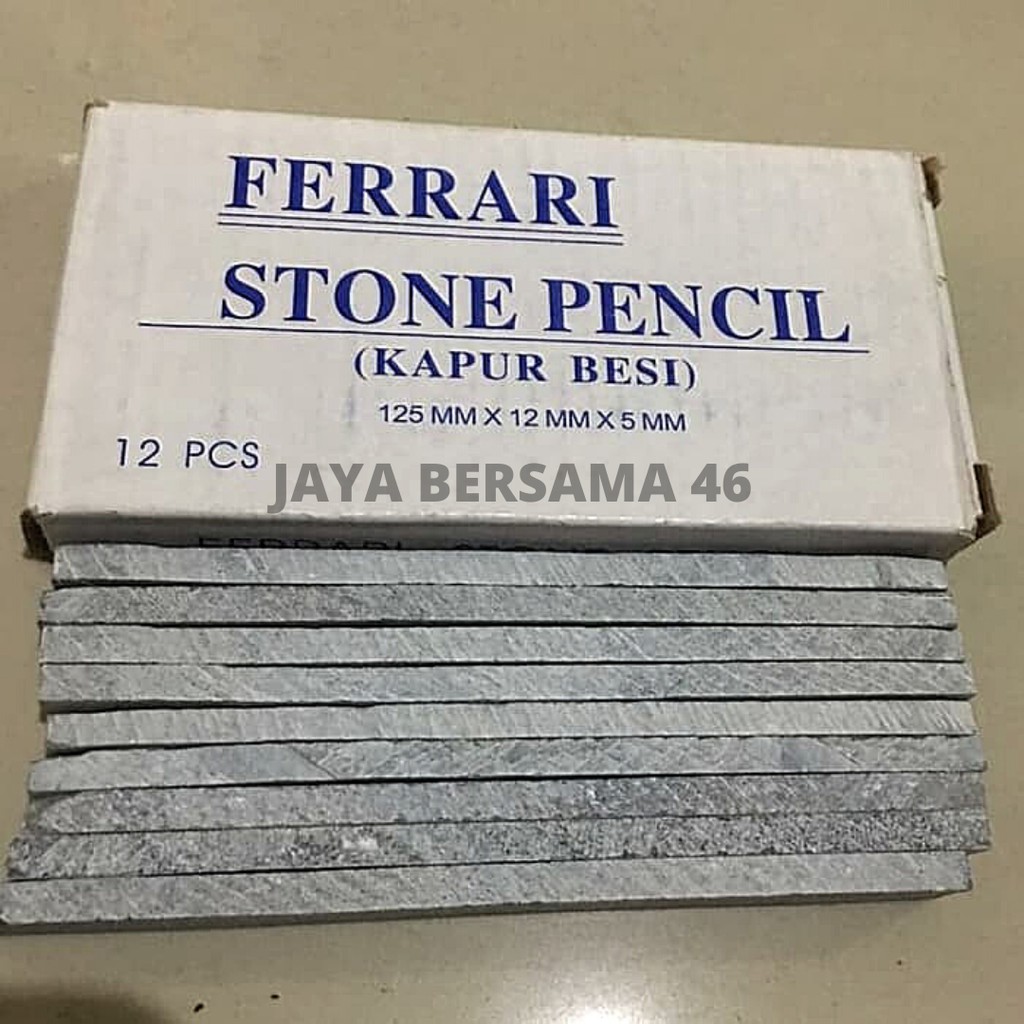 FERRARI
STONE PENCIL
(KAPUR BESI)
125 MM X 12 MM X 5 MM
12 PCS
JAYA BERSAMA 46